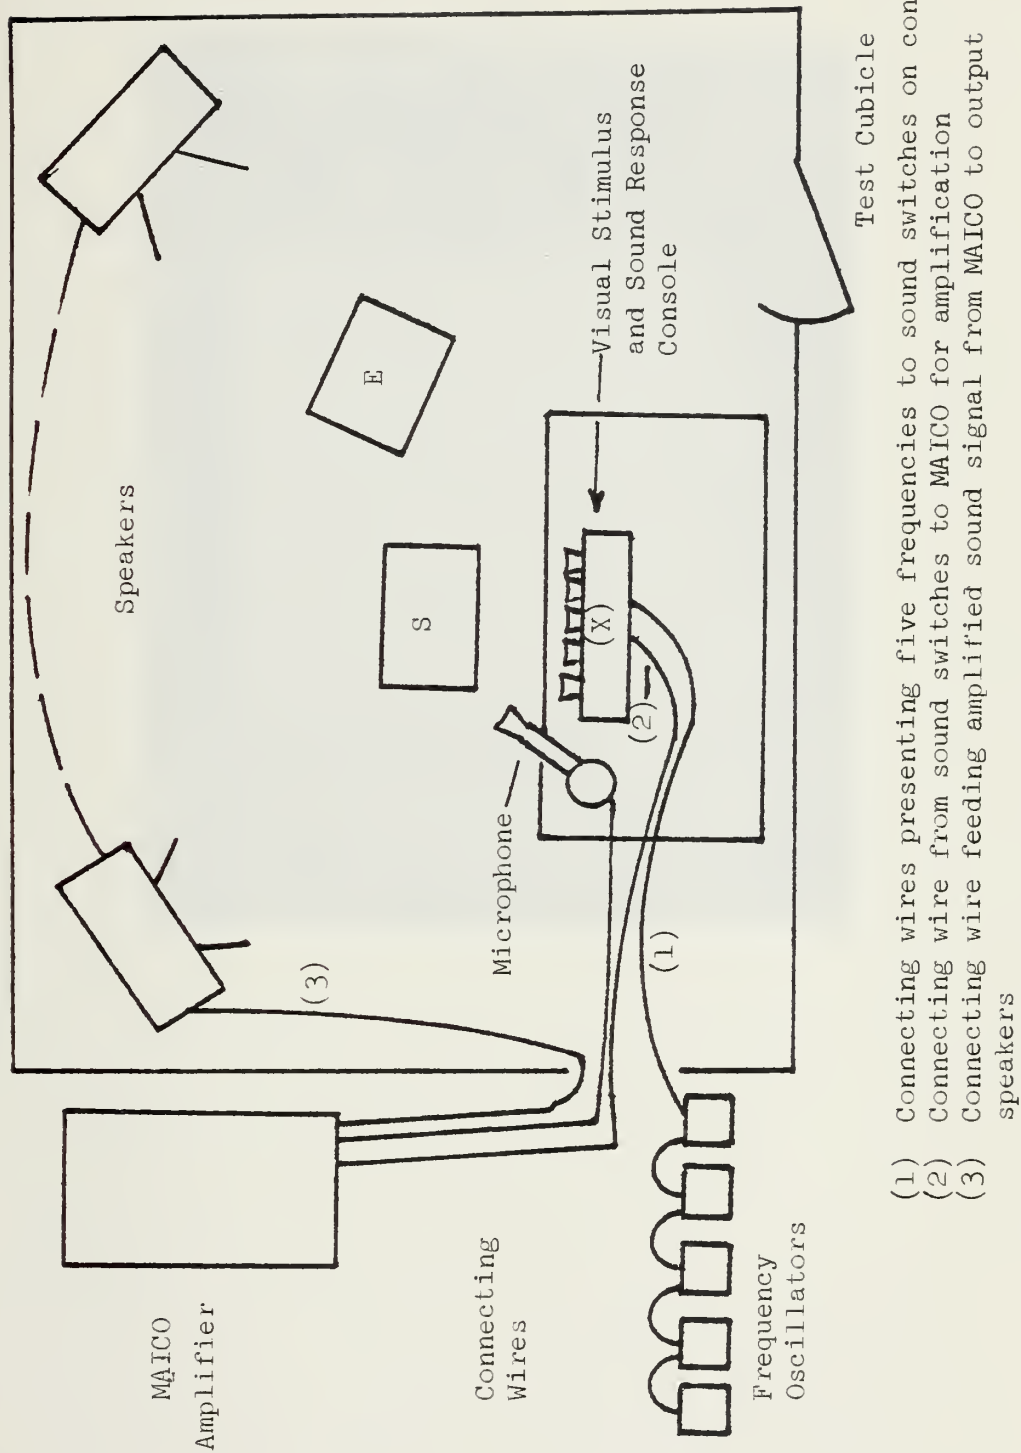 Speakers
MAICO
Amplifier
(3)
E
S
Connecting
Wires
Microphone
Visual Stimulus
and Sound Response
Console
(X)
(2)
(1)
Frequency
Oscillators
Test Cubicle
(1) Connecting wires presenting five frequencies to sound switches on con
(2) Connecting wire from sound switches to MAICO for amplification
(3) Connecting wire feeding amplified sound signal from MAICO to output
speakers